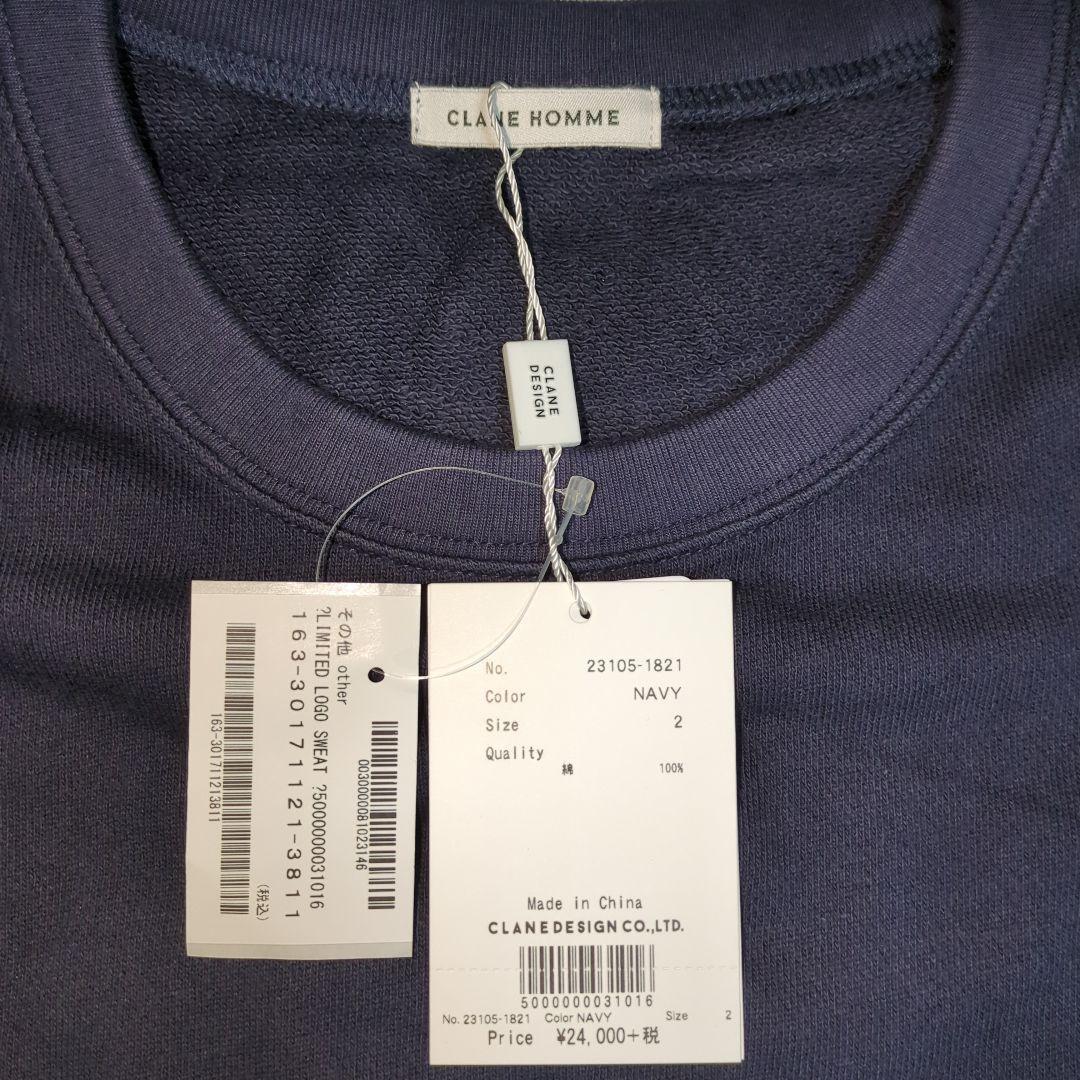 CLANE HOMME
CLANE
DESIGN
その他 other
?LIMITED LOGO SWEAT ?5000000031016
163-30171121-3811
(税込)
0030000081023146
163-301711213811
No. 23105-1821
Color NAVY
Size 2
Quality
綿 100%
Made in China
CLANEDESIGN CO.,LTD.
5000000031016
No. 23105-1821 Color NAVY Size 2
Price ¥24,000+税